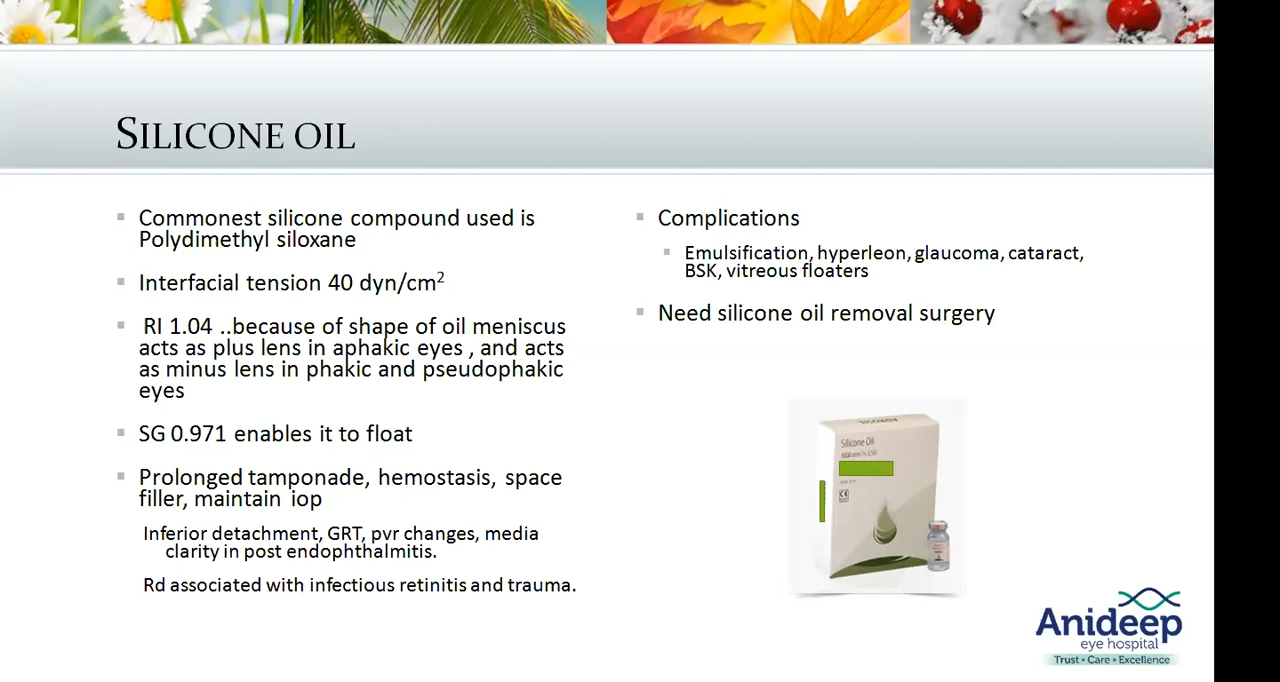 SILICONE OIL
▪ Commonest silicone compound used is
Polydimethyl siloxane
▪ Interfacial tension 40 dyn/cm²
▪ RI 1.04 ..because of shape of oil meniscus
acts as plus lens in aphakic eyes , and acts
as minus lens in phakic and pseudophakic
eyes
▪ SG 0.971 enables it to float
▪ Prolonged tamponade, hemostasis, space
filler, maintain iop
Inferior detachment, GRT, pvr changes, media
clarity in post endophthalmitis.
Rd associated with infectious retinitis and trauma.
▪ Complications
▪ Emulsification, hyperleon, glaucoma, cataract,
BSK, vitreous floaters
▪ Need silicone oil removal surgery
Silicone Oil
CE
Anideep
eye hospital
Trust • Care • Excellence